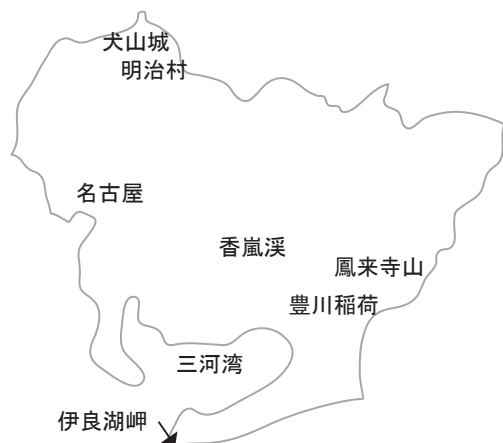 犬山城
明治村
名古屋
香嵐渓
鳳来寺山
豊川稲荷
三河湾
伊良湖岬